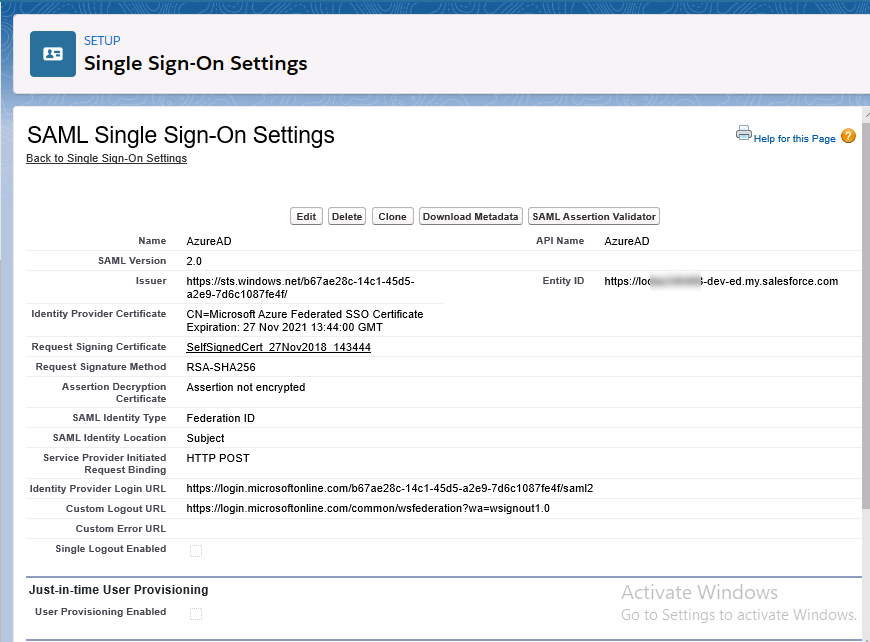 SETUP
Single Sign-On Settings
SAML Single Sign-On Settings
Help for this Page ?
Back to Single Sign-On Settings
Edit Delete Clone Download Metadata SAML Assertion Validator
Name AzureAD API Name AzureAD
SAML Version 2.0
Issuer https://sts.windows.net/b67ae28c-14c1-45d5- Entity ID https://lo -dev-ed.my.salesforce.com
a2e9-7d6c1087fe4f/
Identity Provider Certificate CN=Microsoft Azure Federated SSO Certificate
Expiration: 27 Nov 2021 13:44:00 GMT
Request Signing Certificate SelfSignedCert_27Nov2018_143444
Request Signature Method RSA-SHA256
Assertion Decryption Assertion not encrypted
Certificate
SAML Identity Type Federation ID
SAML Identity Location Subject
Service Provider Initiated HTTP POST
Request Binding
Identity Provider Login URL https://login.microsoftonline.com/b67ae28c-14c1-45d5-a2e9-7d6c1087fe4f/saml2
Custom Logout URL https://login.microsoftonline.com/common/wsfederation?wa=wsignout1.0
Custom Error URL
Single Logout Enabled
Just-in-time User Provisioning
User Provisioning Enabled
Activate Windows
Go to Settings to activate Windows.